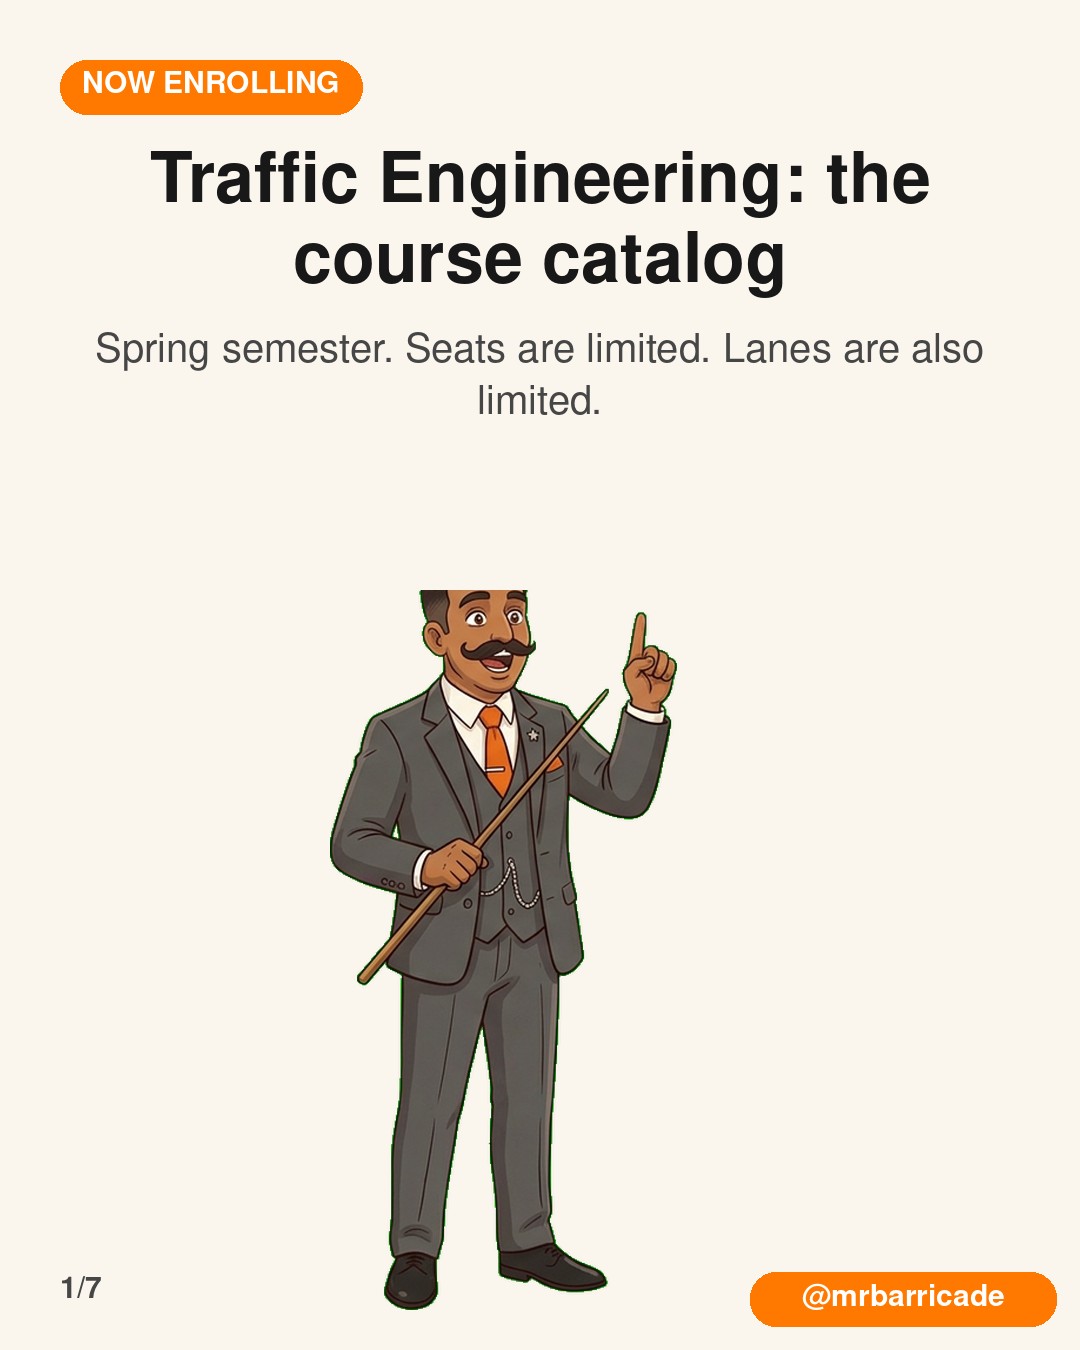 NOW ENROLLING
Traffic Engineering: the
course catalog
Spring semester. Seats are limited. Lanes are also
limited.
1/7
@mrbarricade